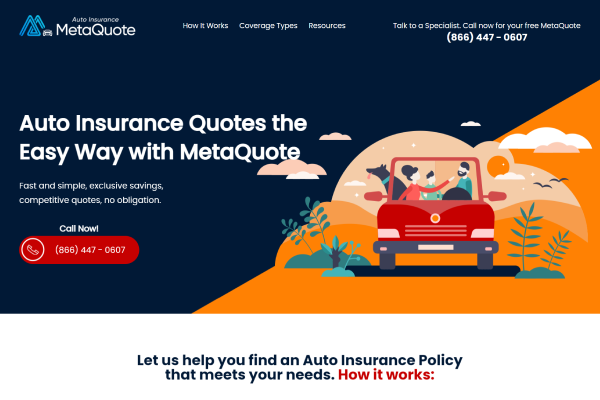 Auto Insurance
MetaQuote
How It Works
Coverage Types
Resources
Talk to a Specialist. Call now for your free MetaQuote
(866) 447 - 0607
Auto Insurance Quotes the
Easy Way with MetaQuote
Fast and simple, exclusive savings,
competitive quotes, no obligation.
Call Now!
(866) 447 - 0607
Let us help you find an Auto Insurance Policy
that meets your needs. How it works: